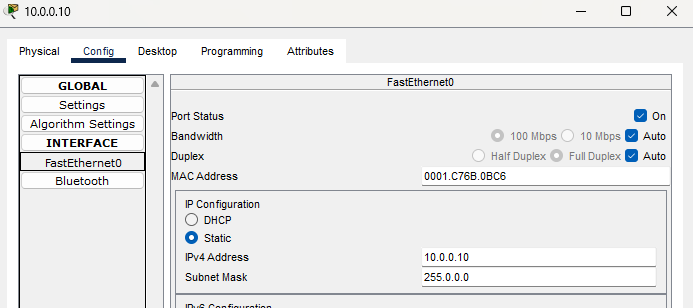 10.0.0.10
Physical Config Desktop Programming Attributes
GLOBAL
Settings
Algorithm Settings
INTERFACE
FastEthernet0
Bluetooth
FastEthernet0
Port Status On
Bandwidth 100 Mbps 10 Mbps Auto
Duplex Half Duplex Full Duplex Auto
MAC Address 0001.C76B.0BC6
IP Configuration
DHCP
Static
IPv4 Address 10.0.0.10
Subnet Mask 255.0.0.0
IPv6 Configuration